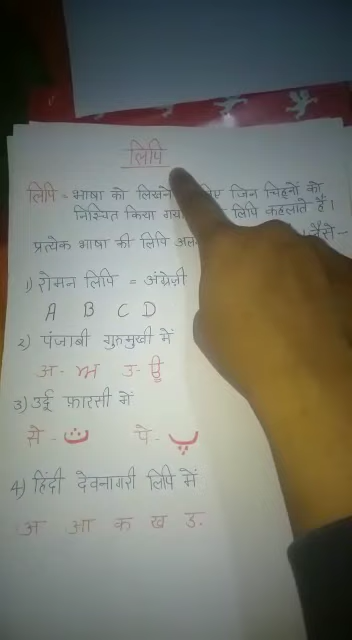 लिपि
लिपि = भाषा को लिखने लिए जिन चिह्नों को
निश्चित किया गया लिपि कहलाते हैं।
प्रत्येक भाषा की लिपि जैसे -
1) रोमन लिपि = अंग्रेज़ी
A B C D
2) पंजाबी गुरुमुखी में
अ - ਅ उ - ਉ
3) उर्दू फ़ारसी में
से - ث पे - پ
4) हिंदी देवनागरी लिपि में
अ आ क ख ड.